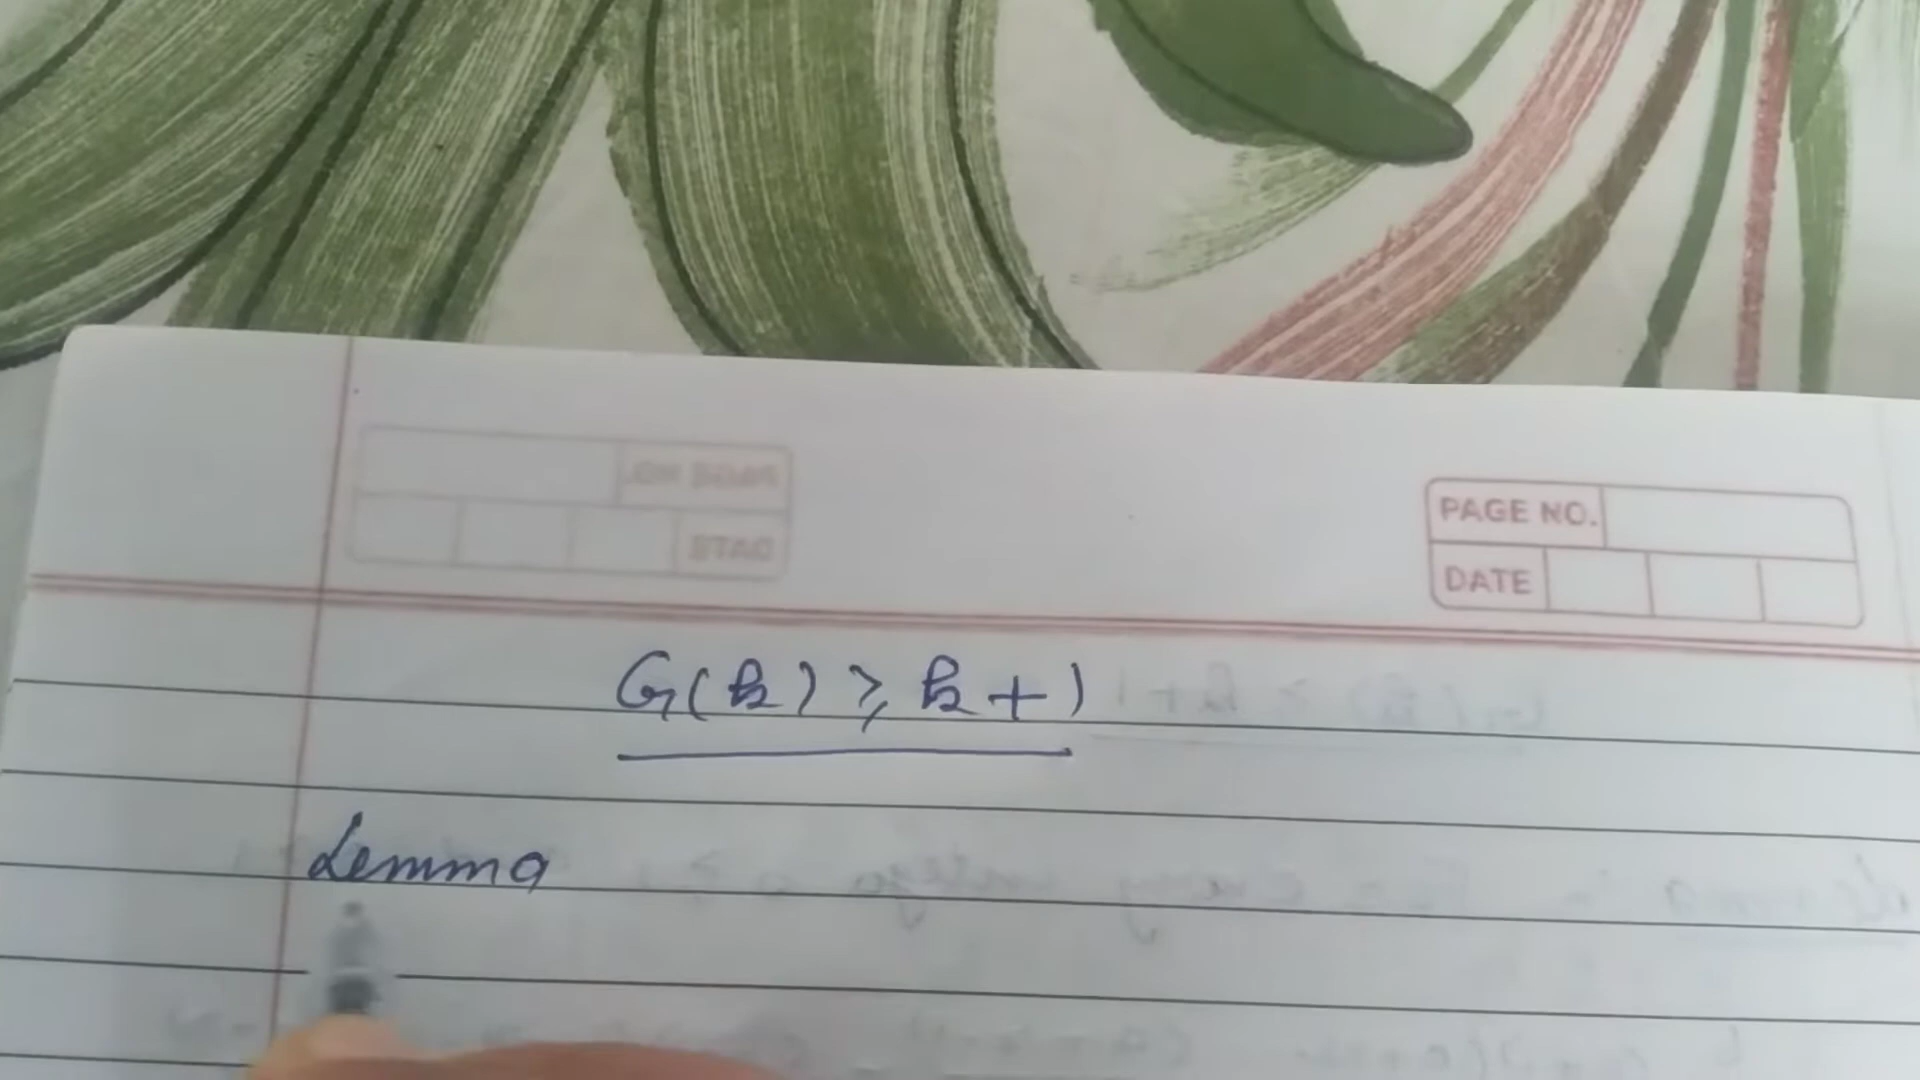 PAGE NO.
DATE
G(k) ⩾ k + 1
Lemma